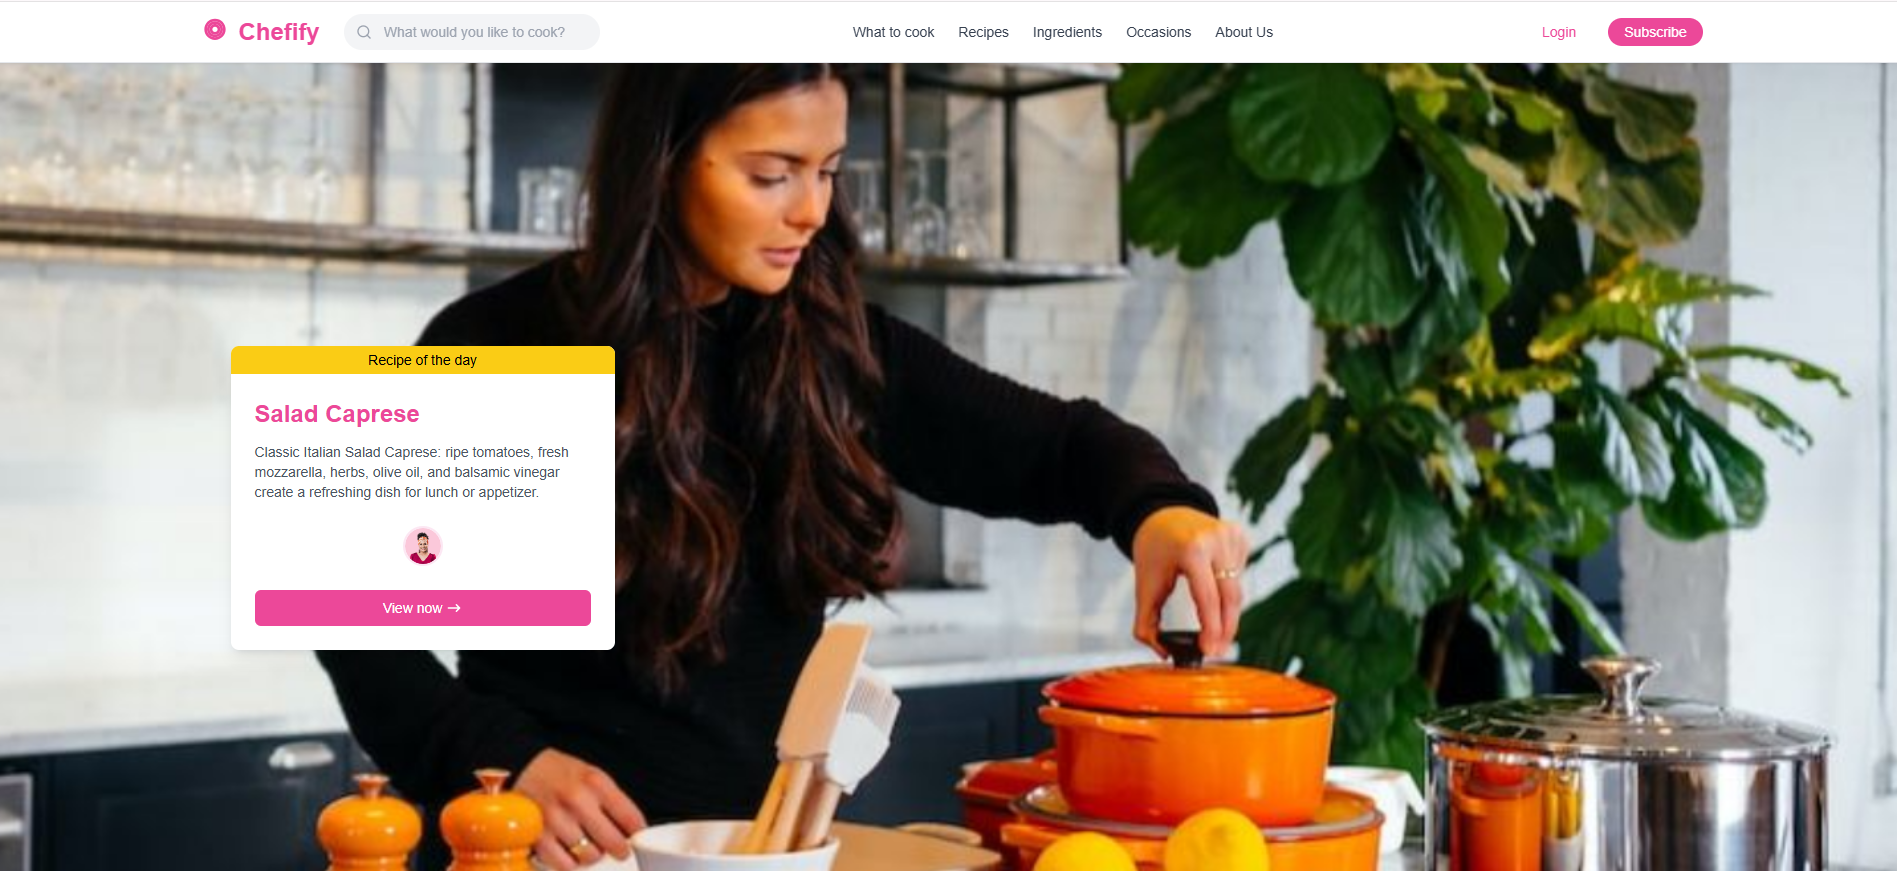 Chefify
What would you like to cook?
What to cook
Recipes
Ingredients
Occasions
About Us
Login
Subscribe
Recipe of the day
Salad Caprese
Classic Italian Salad Caprese: ripe tomatoes, fresh
mozzarella, herbs, olive oil, and balsamic vinegar
create a refreshing dish for lunch or appetizer.
View now →